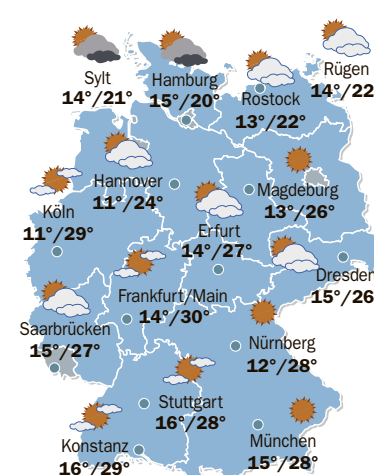 Sylt
14°/21°
Hamburg
15°/20°
Rügen
14°/22
Rostock
13°/22°
Hannover
11°/24°
Magdeburg
13°/26°
Köln
11°/29°
Erfurt
14°/27°
Dresden
15°/26
Frankfurt/Main
14°/30°
Saarbrücken
15°/27°
Nürnberg
12°/28°
Stuttgart
16°/28°
Konstanz
16°/29°
München
15°/28°